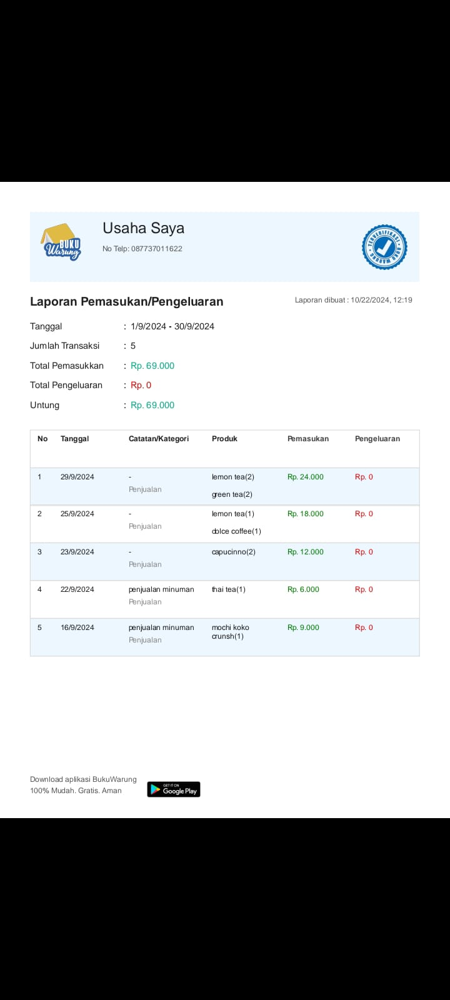 BUKU
Warung
Usaha Saya
No Telp: 087737011622
TERVERIFIKASI
BUKU WARUNG
Laporan Pemasukan/Pengeluaran
Laporan dibuat : 10/22/2024, 12:19
Tanggal : 1/9/2024 - 30/9/2024
Jumlah Transaksi : 5
Total Pemasukkan : Rp. 69.000
Total Pengeluaran : Rp. 0
Untung : Rp. 69.000
No Tanggal Catatan/Kategori Produk Pemasukan Pengeluaran
1 29/9/2024 - lemon tea(2) Rp. 24.000 Rp. 0
Penjualan
green tea(2)
2 25/9/2024 - lemon tea(1) Rp. 18.000 Rp. 0
Penjualan
dolce coffee(1)
3 23/9/2024 - capucinno(2) Rp. 12.000 Rp. 0
Penjualan
4 22/9/2024 penjualan minuman thai tea(1) Rp. 6.000 Rp. 0
Penjualan
5 16/9/2024 penjualan minuman mochi koko Rp. 9.000 Rp. 0
crunsh(1)
Penjualan
Download aplikasi BukuWarung
100% Mudah. Gratis. Aman
GET IT ON
Google Play